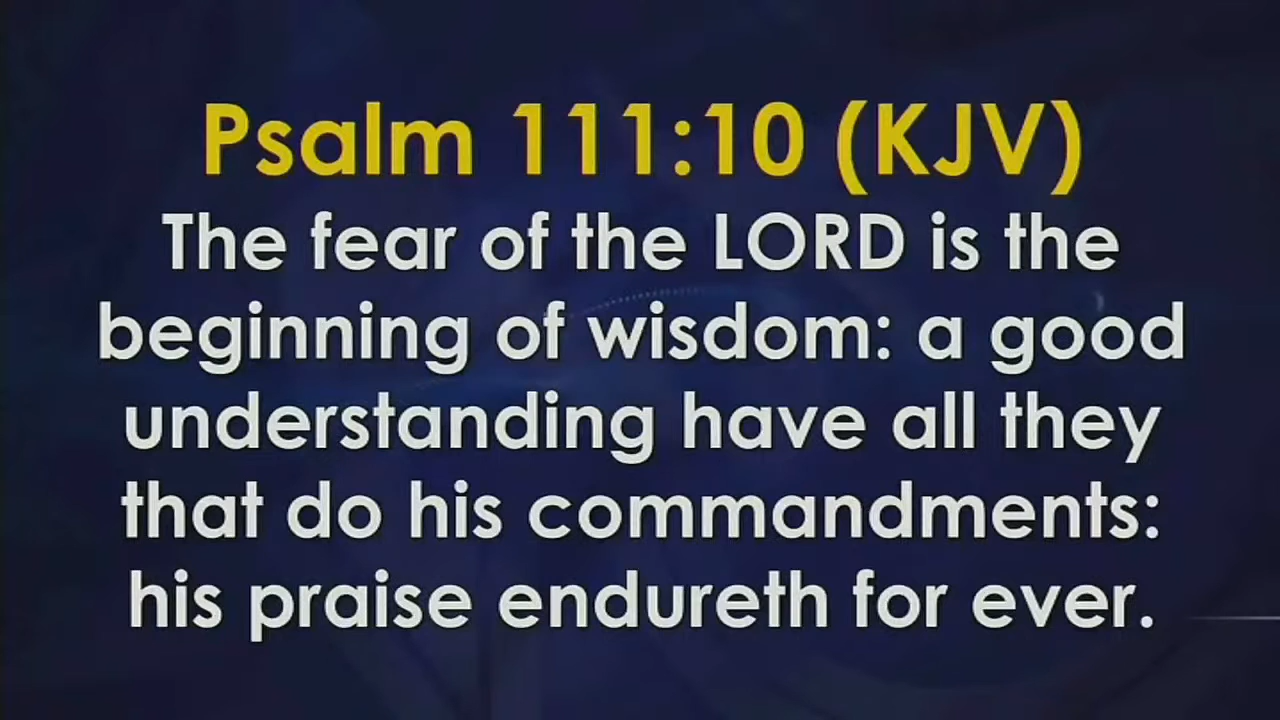 Psalm 111:10 (KJV)
The fear of the LORD is the
beginning of wisdom: a good
understanding have all they
that do his commandments:
his praise endureth for ever.